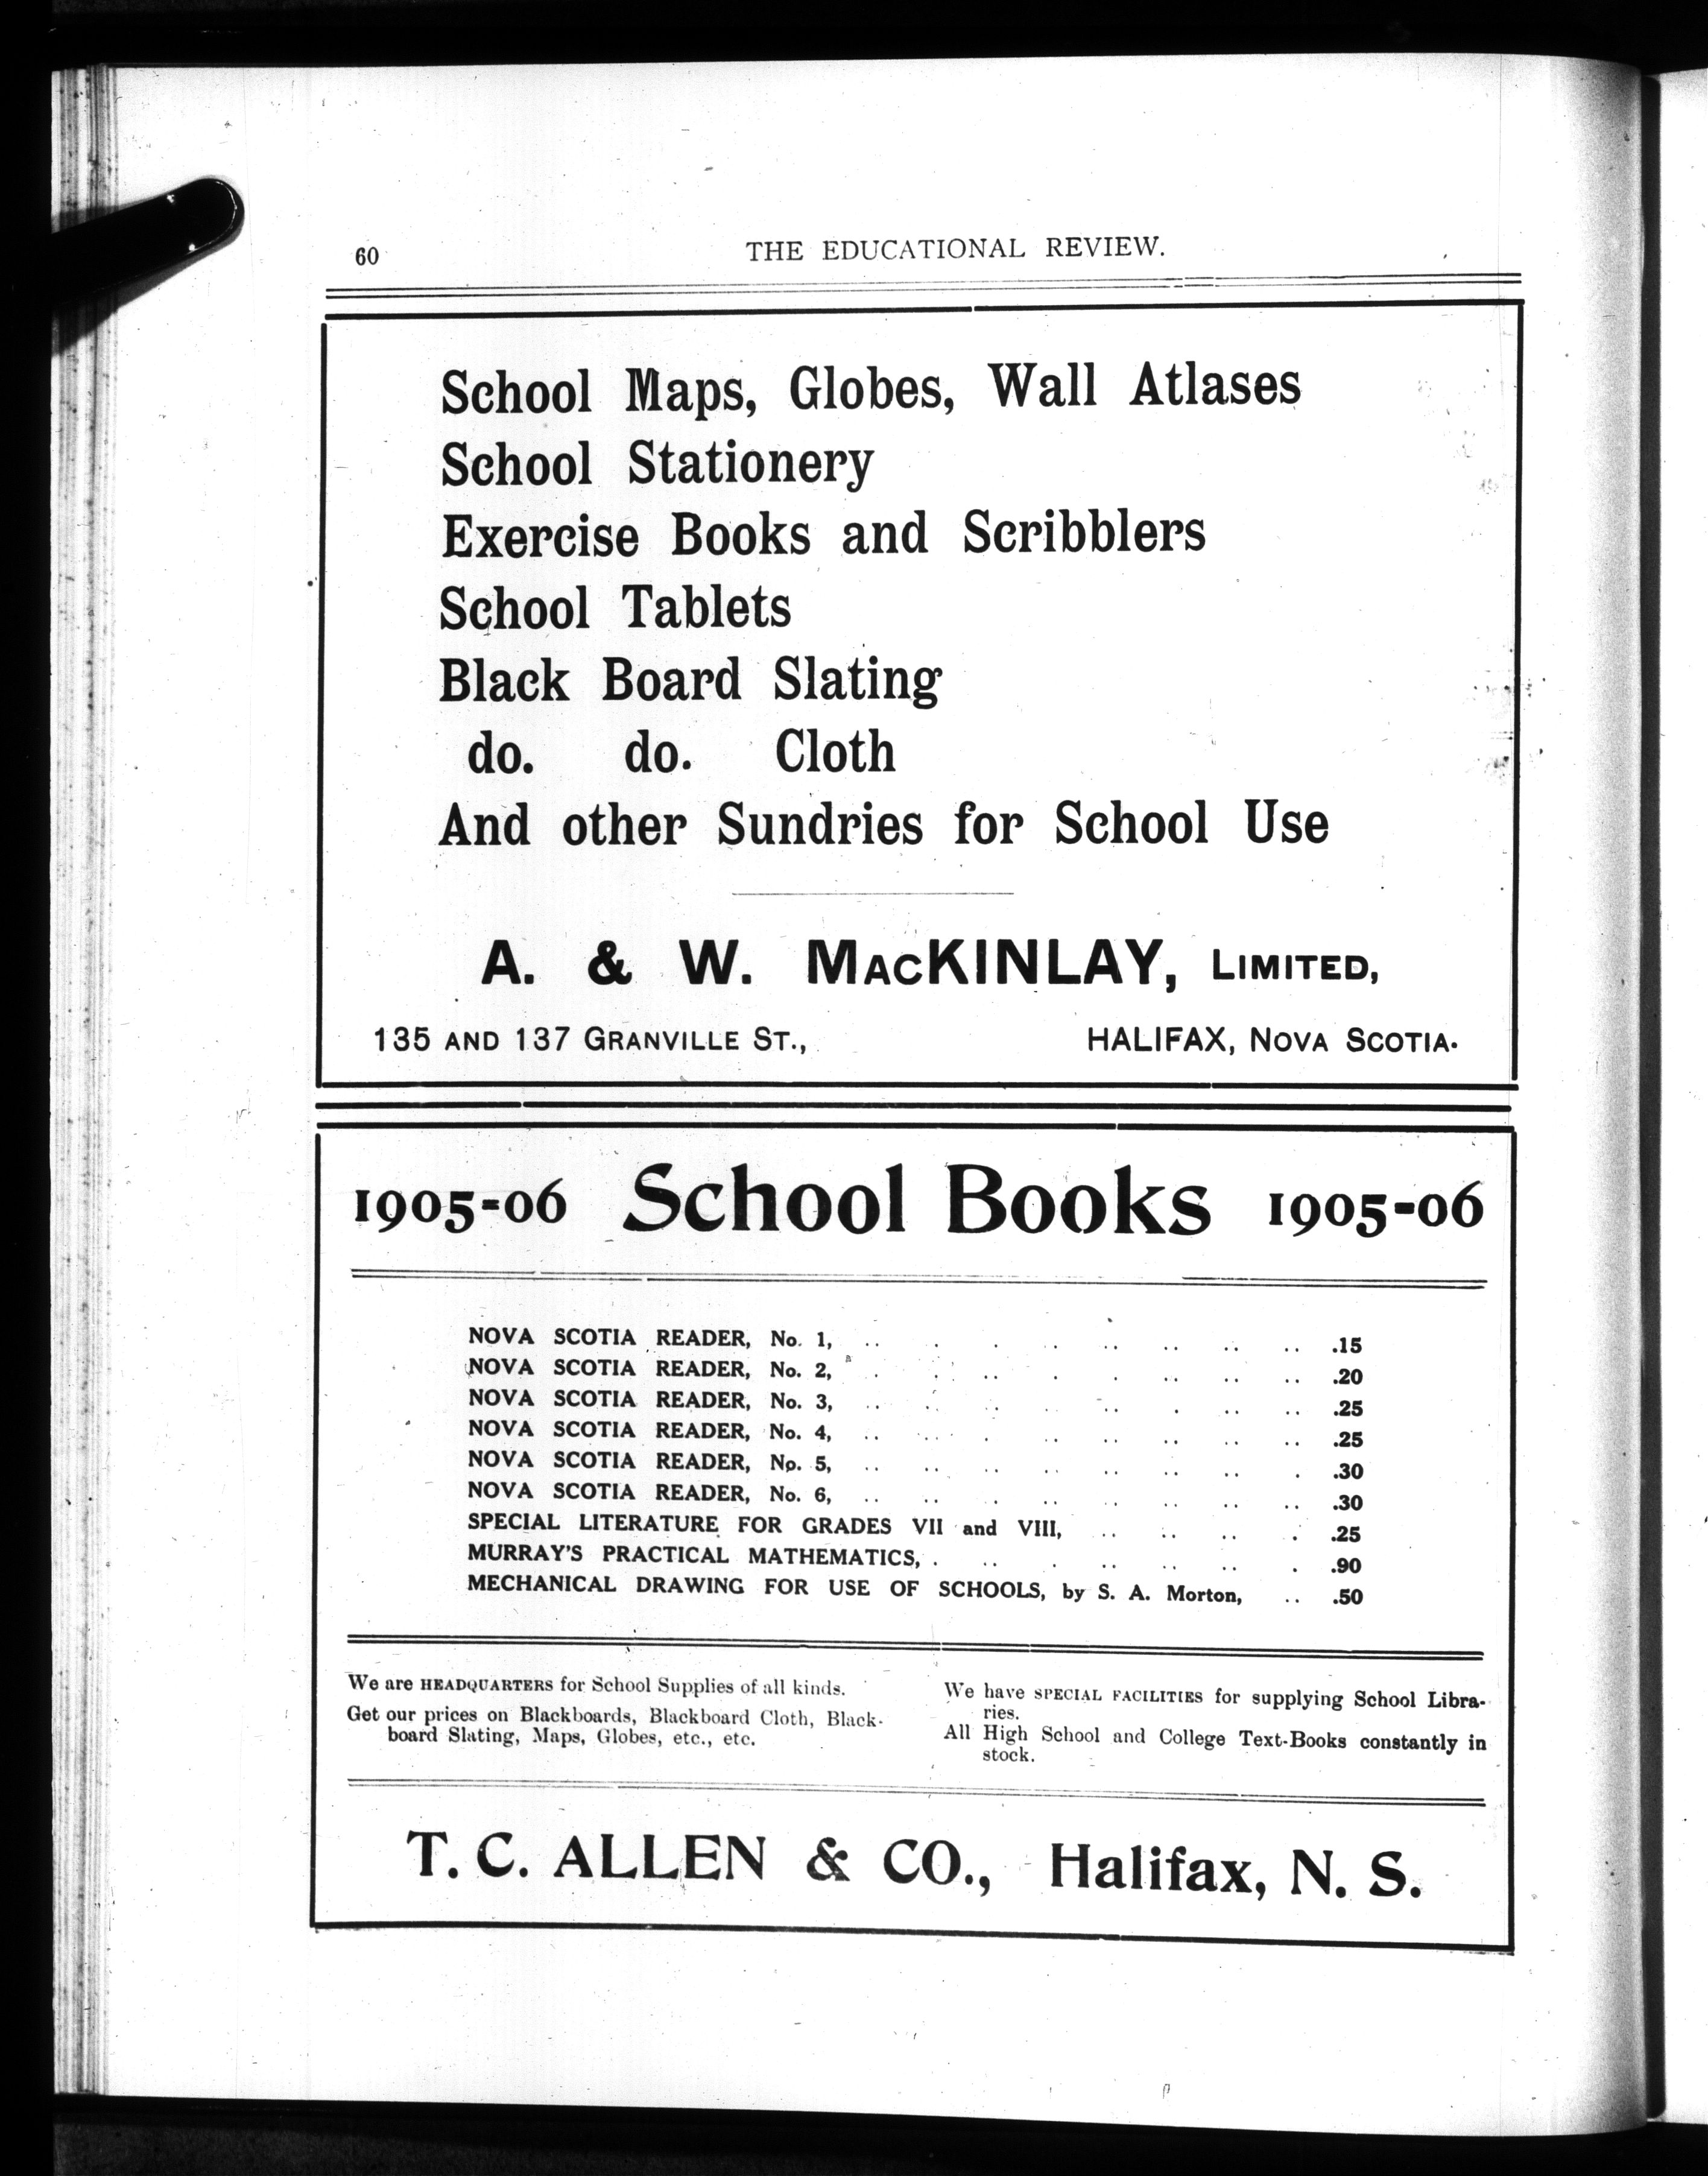 60
THE EDUCATIONAL REVIEW.
School Maps, Globes, Wall Atlases
School Stationery
Exercise Books and Scribblers
School Tablets
Black Board Slating
do. do. Cloth
And other Sundries for School Use
A. & W. MacKINLAY, Limited,
135 and 137 Granville St., HALIFAX, Nova Scotia.
1905-06 School Books 1905-06
NOVA SCOTIA READER, No. 1, .15
NOVA SCOTIA READER, No. 2, .20
NOVA SCOTIA READER, No. 3, .25
NOVA SCOTIA READER, No. 4, .25
NOVA SCOTIA READER, No. 5, .30
NOVA SCOTIA READER, No. 6, .30
SPECIAL LITERATURE FOR GRADES VII and VIII, .25
MURRAY'S PRACTICAL MATHEMATICS, .90
MECHANICAL DRAWING FOR USE OF SCHOOLS, by S. A. Morton, .50
We are HEADQUARTERS for School Supplies of all kinds.
Get our prices on Blackboards, Blackboard Cloth, Black-
board Slating, Maps, Globes, etc., etc.
We have SPECIAL FACILITIES for supplying School Libra-
ries.
All High School and College Text-Books constantly in
stock.
T. C. ALLEN & CO., Halifax, N. S.